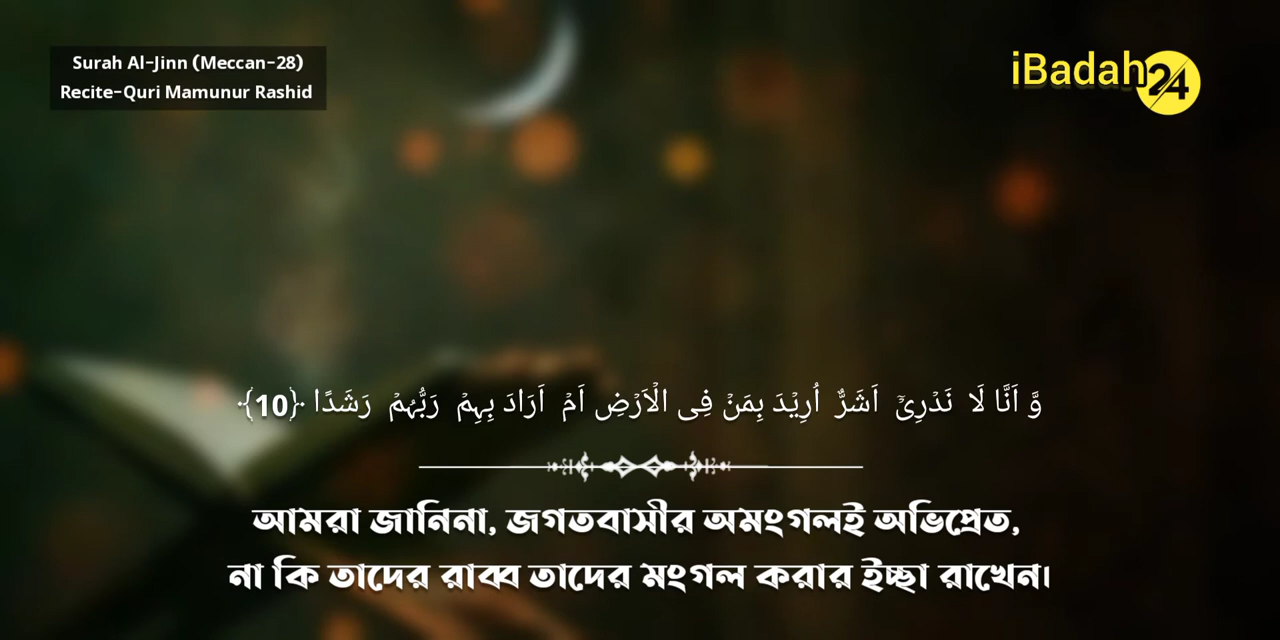 Surah Al-Jinn (Meccan-28)
Recite-Quri Mamunur Rashid
iBadah24
وَّ اَنَّا لَا نَدۡرِیۡۤ اَشَرٌّ اُرِیۡدَ بِمَنۡ فِی الۡاَرۡضِ اَمۡ اَرَادَ بِہِمۡ رَبُّہُمۡ رَشَدًا ﴿10﴾
আমরা জানিনা, জগতবাসীর অমংগলই অভিপ্রেত,
না কি তাদের রাব্ব তাদের মংগল করার ইচ্ছা রাখেন।